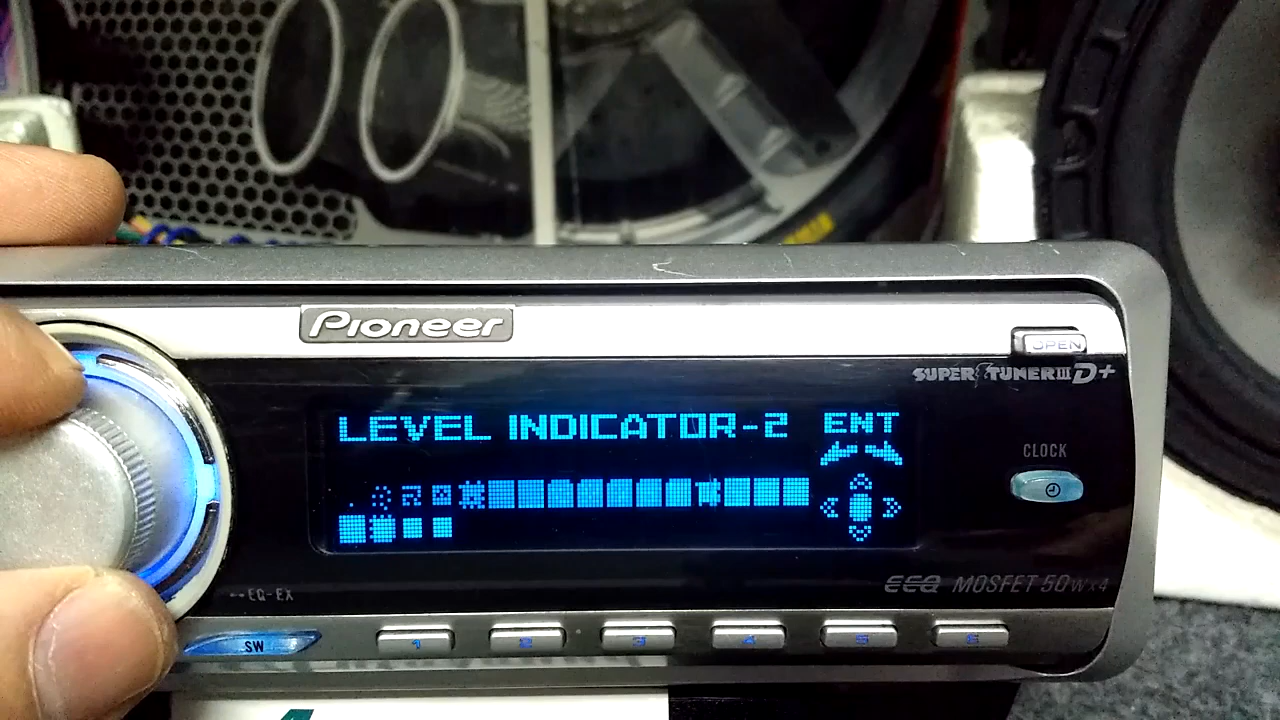 Pioneer
OPEN
SUPER TUNER III D+
LEVEL INDICATOR-2
ENT
CLOCK
EEQ MOSFET 50W×4
EQ-EX
SW
1 2 3 4 5 6